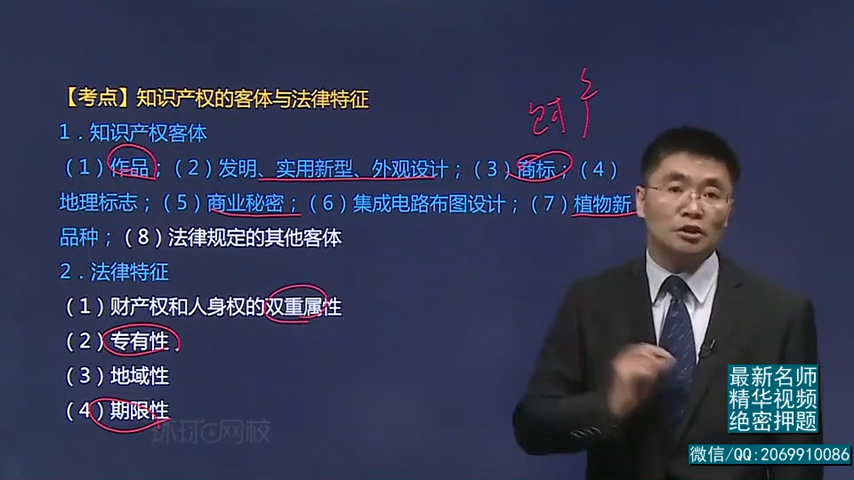 【考点】知识产权的客体与法律特征
1．知识产权客体
（1）作品；（2）发明、实用新型、外观设计；（3）商标；（4）
地理标志；（5）商业秘密；（6）集成电路布图设计；（7）植物新
品种；（8）法律规定的其他客体
2．法律特征
（1）财产权和人身权的双重属性
（2）专有性
（3）地域性
（4）期限性
环球网校
最新名师
精华视频
绝密押题
微信/QQ:2069910086